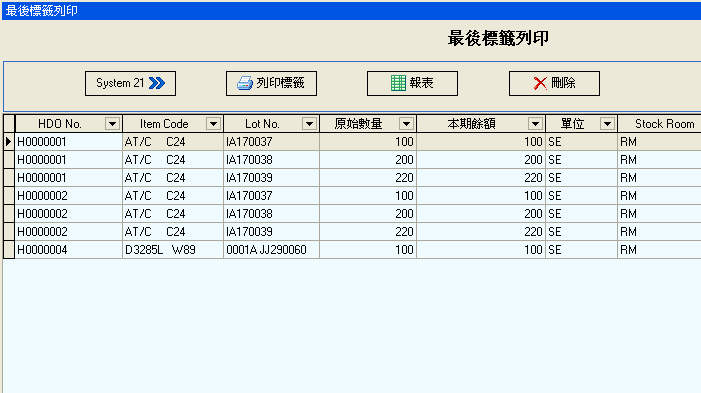 最後標籤列印
最後標籤列印
System 21 列印標籤 報表 刪除
HDO No. Item Code Lot No. 原始數量 本期餘額 單位 Stock Room
H0000001 AT/C C24 IA170037 100 100 SE RM
H0000001 AT/C C24 IA170038 200 200 SE RM
H0000001 AT/C C24 IA170039 220 220 SE RM
H0000002 AT/C C24 IA170037 100 100 SE RM
H0000002 AT/C C24 IA170038 200 200 SE RM
H0000002 AT/C C24 IA170039 220 220 SE RM
H0000004 D3285L W89 0001A JJ290060 100 100 SE RM